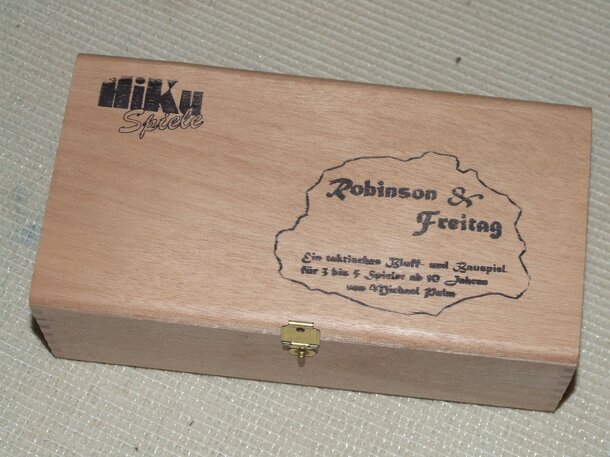 HiKu
Spiele
Robinson &
Freitag
Ein taktisches Bluff- und Bauspiel
für 3 bis 5 Spieler ab 10 Jahren
von Michael Palm